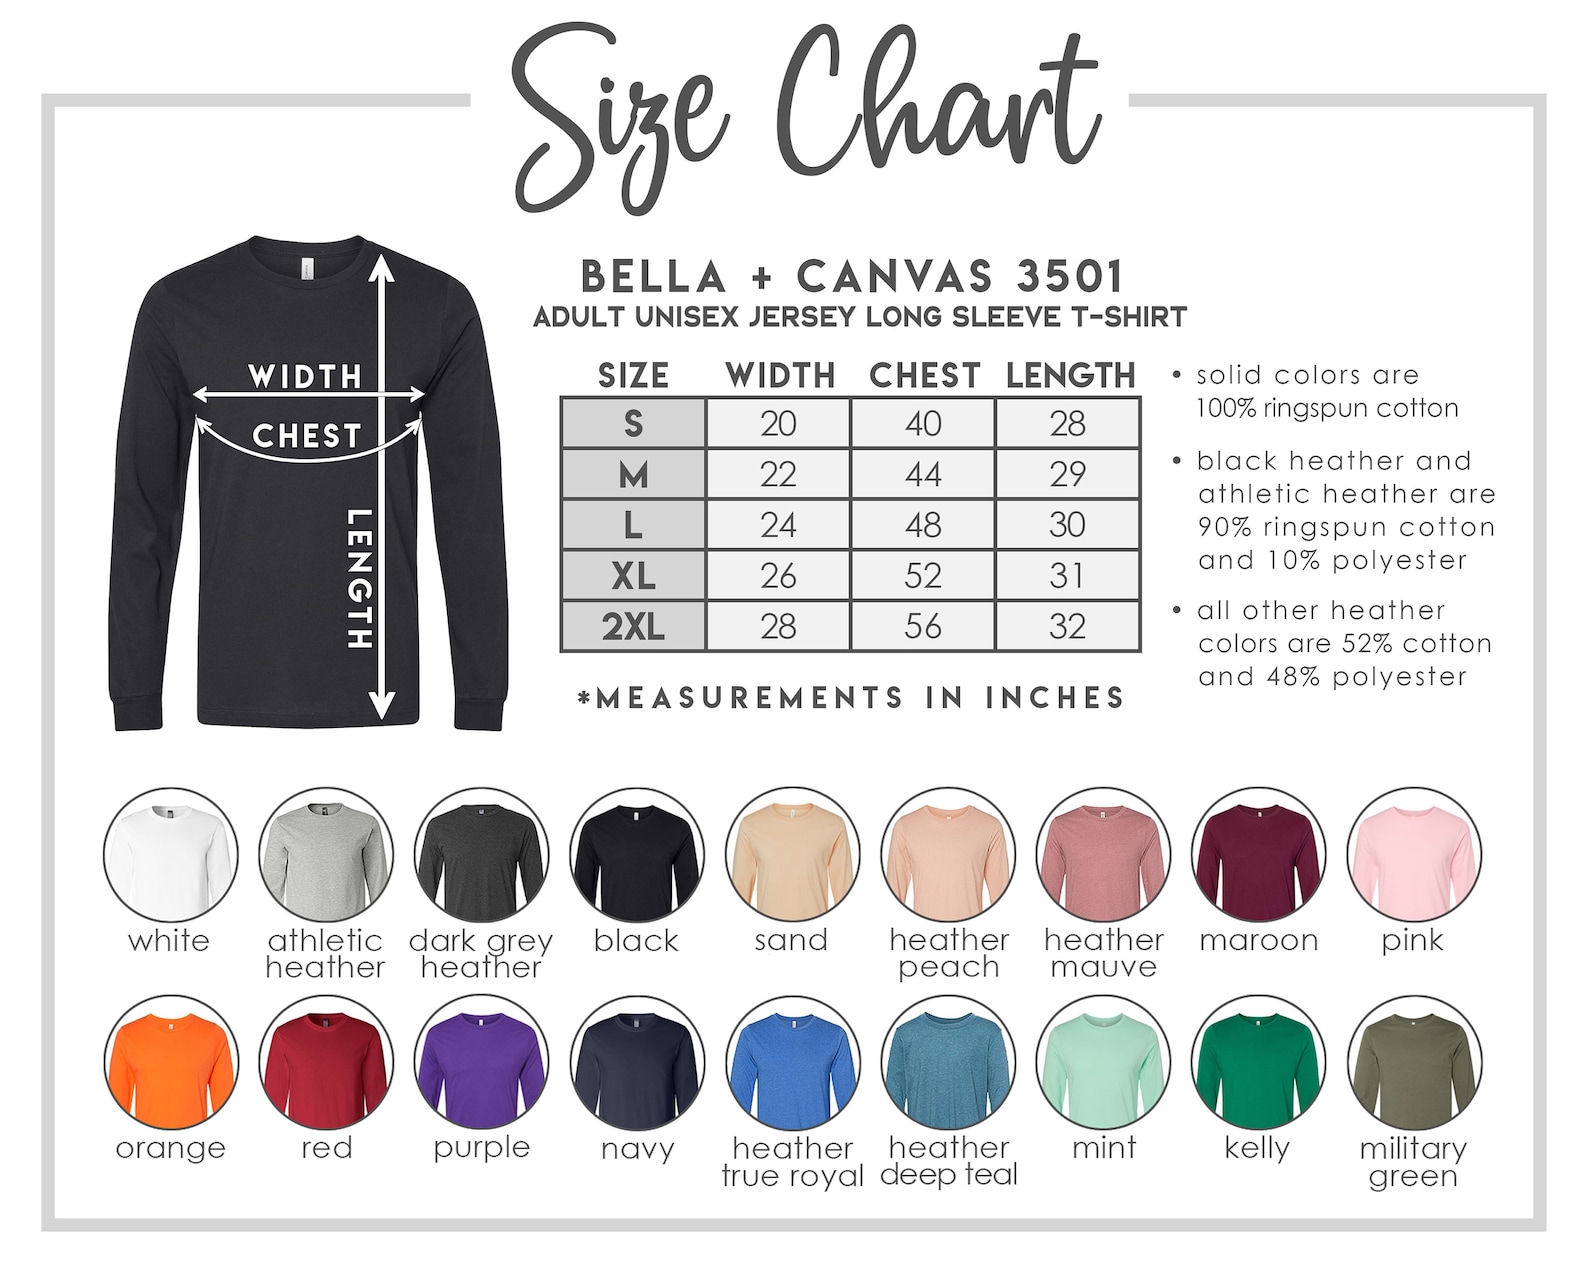 Size Chart
BELLA + CANVAS 3501
ADULT UNISEX JERSEY LONG SLEEVE T-SHIRT
WIDTH
CHEST
LENGTH
SIZE WIDTH CHEST LENGTH
S 20 40 28
M 22 44 29
L 24 48 30
XL 26 52 31
2XL 28 56 32
*MEASUREMENTS IN INCHES
• solid colors are
100% ringspun cotton
• black heather and
athletic heather are
90% ringspun cotton
and 10% polyester
• all other heather
colors are 52% cotton
and 48% polyester
white
athletic
heather
dark grey
heather
black
sand
heather
peach
heather
mauve
maroon
pink
orange
red
purple
navy
heather
true royal
heather
deep teal
mint
kelly
military
green